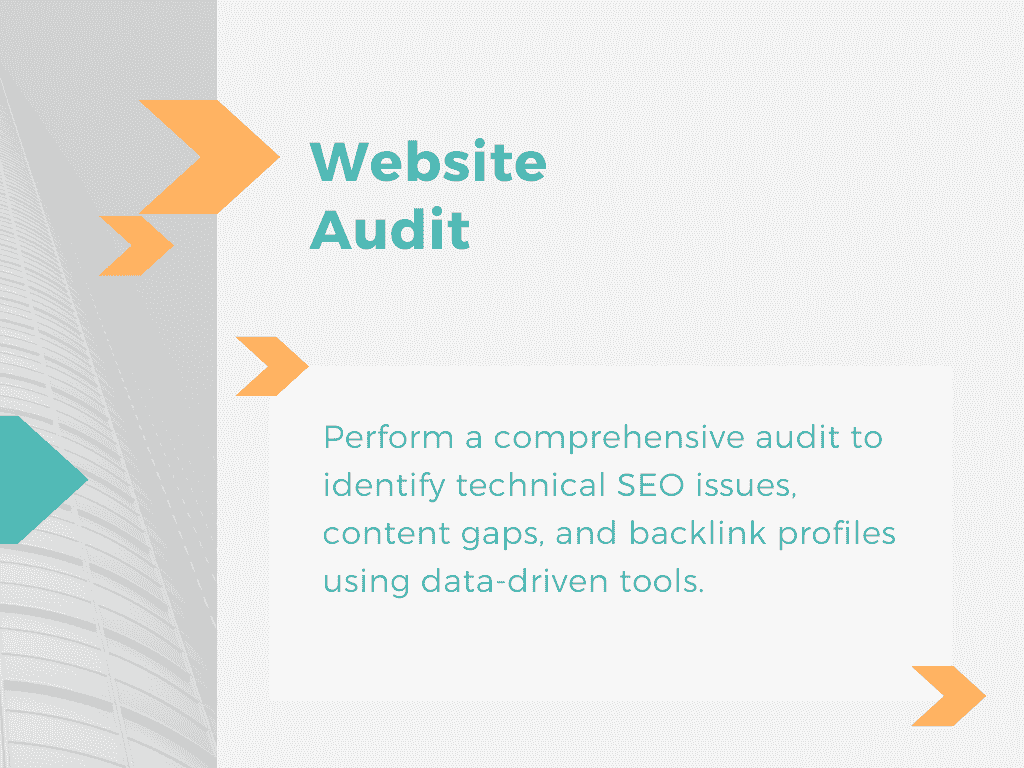 Website
Audit
Perform a comprehensive audit to
identify technical SEO issues,
content gaps, and backlink profiles
using data-driven tools.